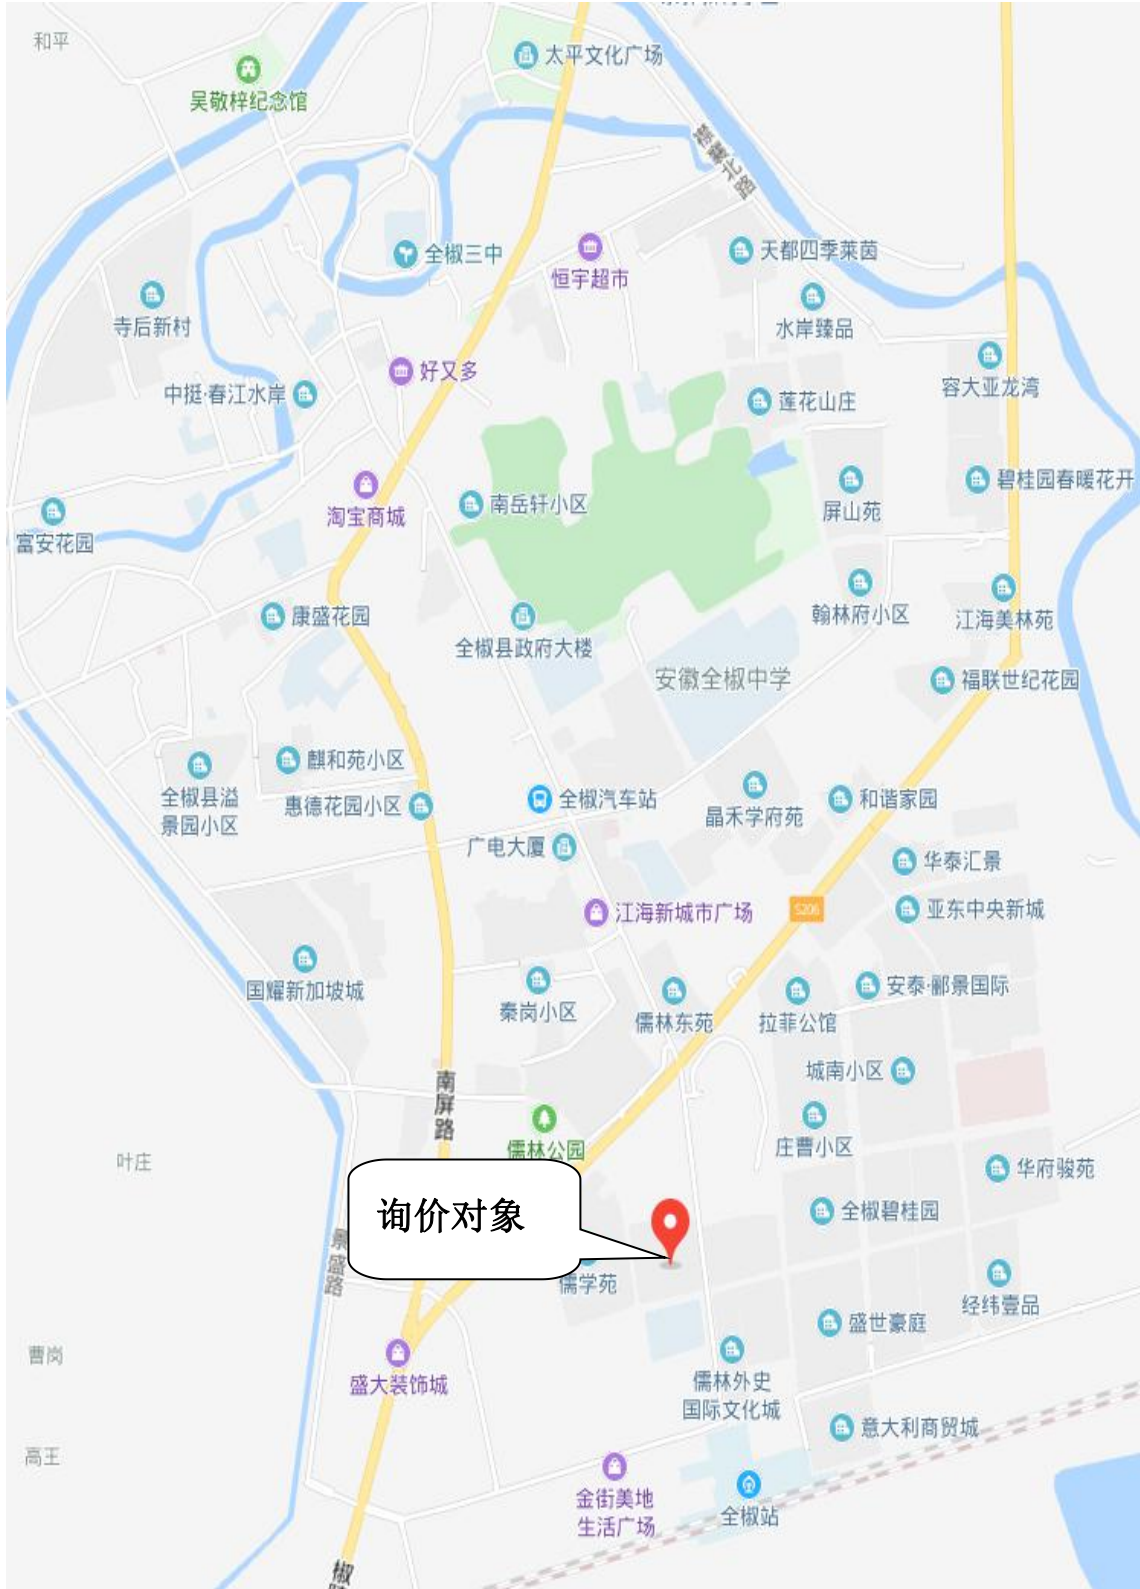 和平
太平文化广场
吴敬梓纪念馆
襄襄北路
全椒三中
恒宇超市
天都四季莱茵
寺后新村
水岸臻品
好又多
中挺·春江水岸
容大亚龙湾
莲花山庄
南岳轩小区
碧桂园春暖花开
淘宝商城
屏山苑
富安花园
康盛花园
全椒县政府大楼
翰林府小区
江海美林苑
安徽全椒中学
福联世纪花园
麒和苑小区
全椒县溢
景园小区
惠德花园小区
全椒汽车站
晶禾学府苑
和谐家园
广电大厦
华泰汇景
江海新城市广场
S206
亚东中央新城
国耀新加坡城
秦岗小区
儒林东苑
拉菲公馆
安泰·郦景国际
城南小区
南屏路
儒林公园
庄曹小区
叶庄
华府骏苑
询价对象
全椒碧桂园
景盛路
儒学苑
经纬壹品
盛世豪庭
曹岗
盛大装饰城
儒林外史
国际文化城
意大利商贸城
高王
金街美地
生活广场
全椒站
椒